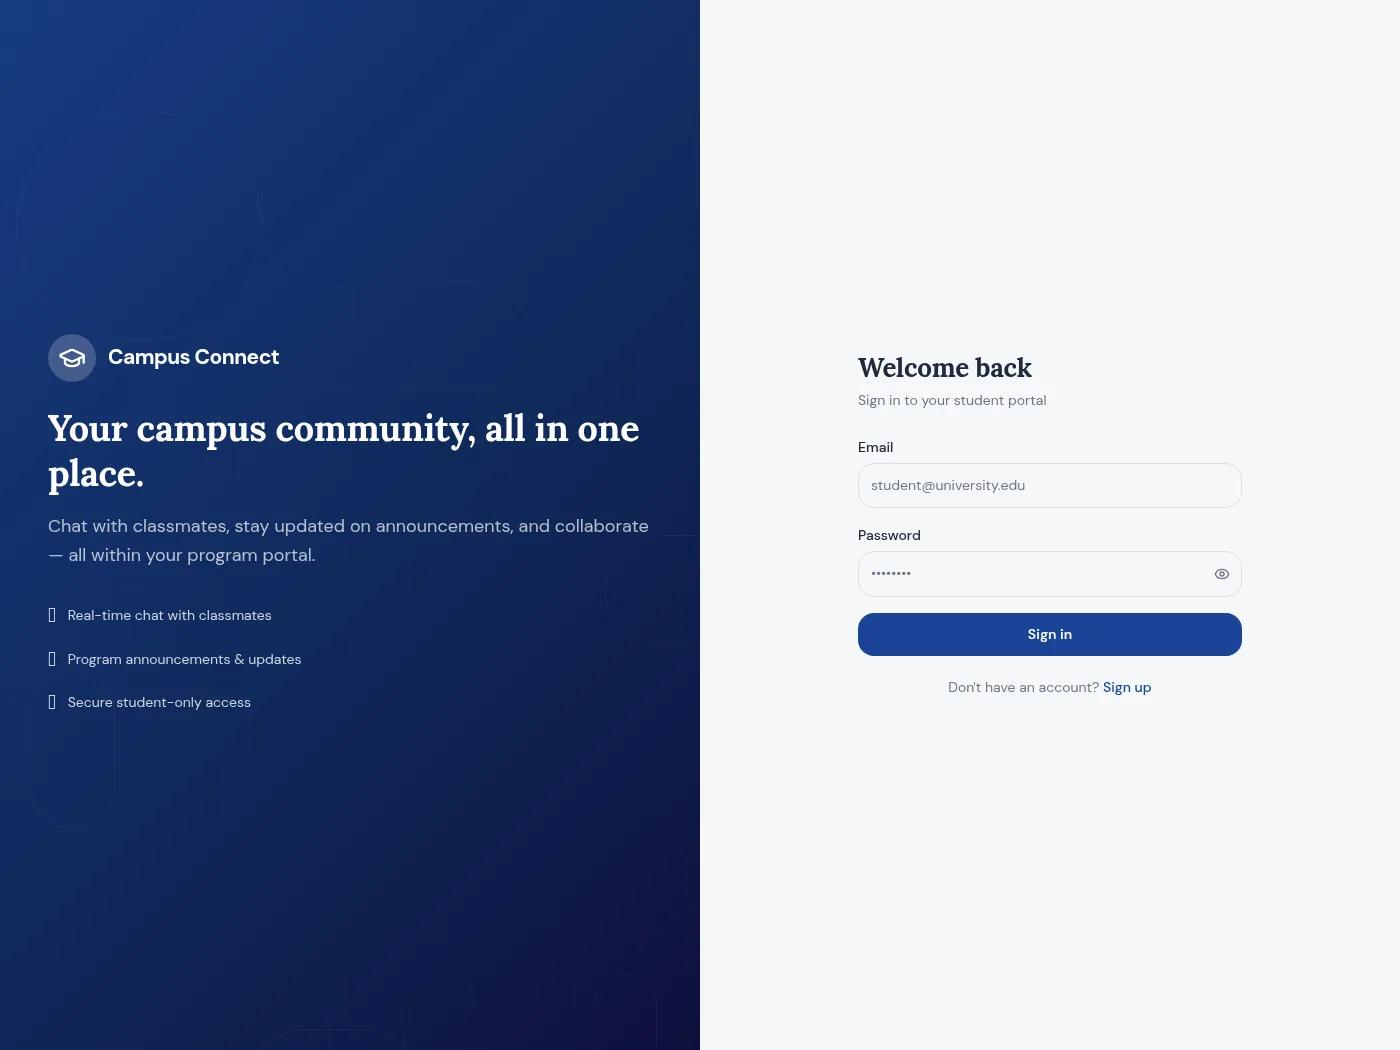 Campus Connect
Your campus community, all in one
place.
Chat with classmates, stay updated on announcements, and collaborate
— all within your program portal.
Real-time chat with classmates
Program announcements & updates
Secure student-only access
Welcome back
Sign in to your student portal
Email
student@university.edu
Password
••••••••
Sign in
Don't have an account? Sign up